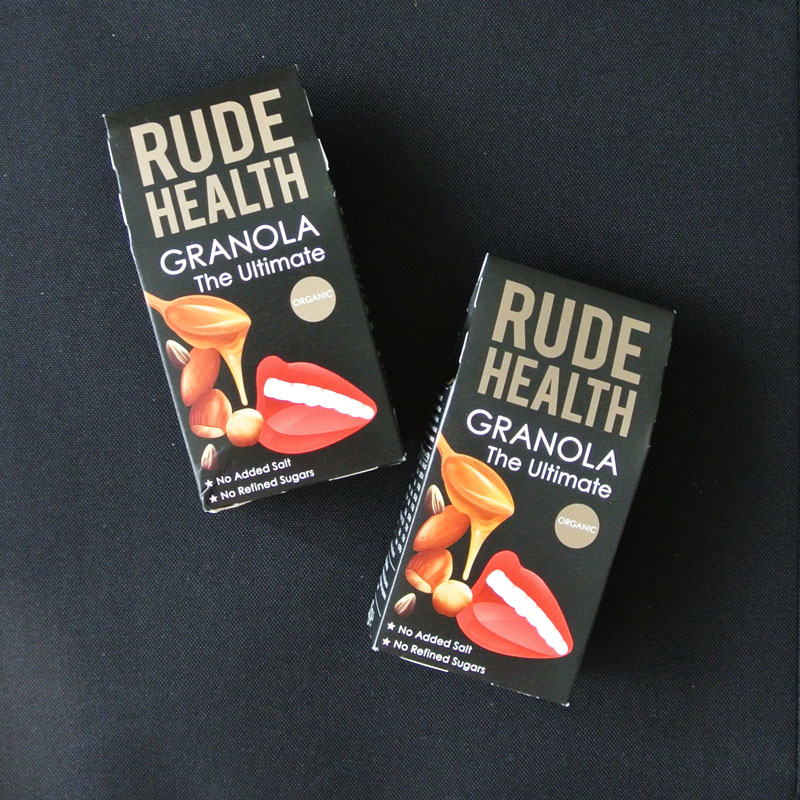 RUDE
HEALTH
GRANOLA
The Ultimate
ORGANIC
★ No Added Salt
★ No Refined Sugars
RUDE
HEALTH
GRANOLA
The Ultimate
ORGANIC
★ No Added Salt
★ No Refined Sugars